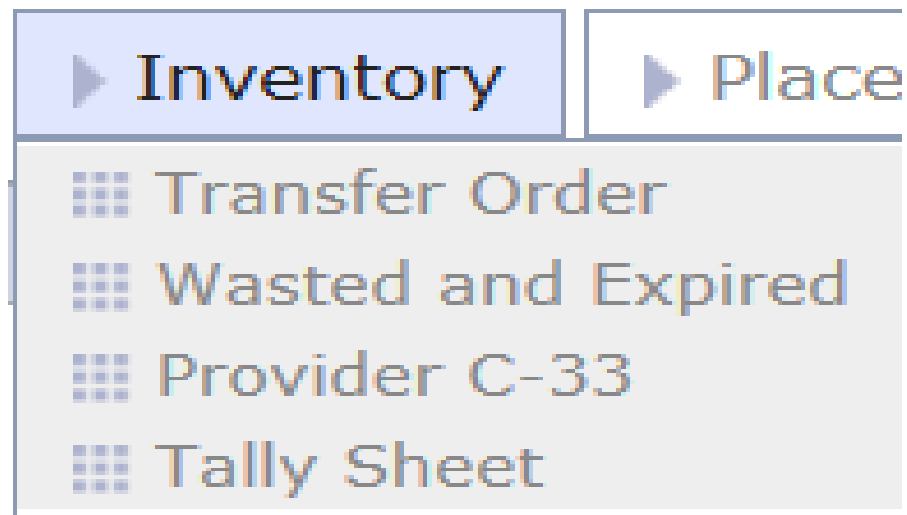 Inventory Place
Transfer Order
Wasted and Expired
Provider C-33
Tally Sheet